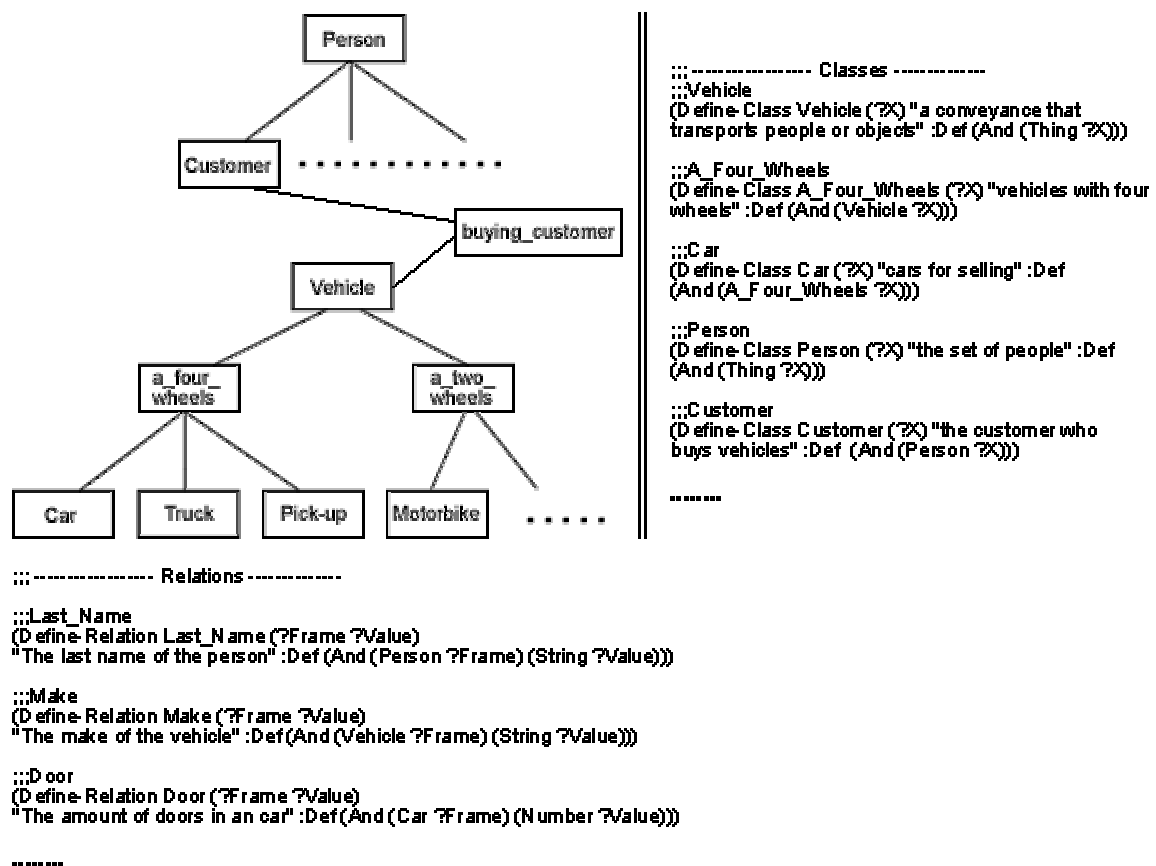 Person
Customer
buying_customer
Vehicle
a_four_
wheels
a_two_
wheels
Car
Truck
Pick-up
Motorbike
;;; ------------------ Classes --------------
;;;Vehicle
(Define-Class Vehicle (?X) "a conveyance that
transports people or objects" :Def (And (Thing ?X)))
;;;A_Four_Wheels
(Define-Class A_Four_Wheels (?X) "vehicles with four
wheels" :Def (And (Vehicle ?X)))
;;;Car
(Define-Class Car (?X) "cars for selling" :Def
(And (A_Four_Wheels ?X)))
;;;Person
(Define-Class Person (?X) "the set of people" :Def
(And (Thing ?X)))
;;;Customer
(Define-Class Customer (?X) "the customer who
buys vehicles" :Def (And (Person ?X)))
--------
;;; ------------------ Relations --------------
;;;Last_Name
(Define-Relation Last_Name (?Frame ?Value)
"The last name of the person" :Def (And (Person ?Frame) (String ?Value)))
;;;Make
(Define-Relation Make (?Frame ?Value)
"The make of the vehicle" :Def (And (Vehicle ?Frame) (String ?Value)))
;;;Door
(Define-Relation Door (?Frame ?Value)
"The amount of doors in an car" :Def (And (Car ?Frame) (Number ?Value)))
--------